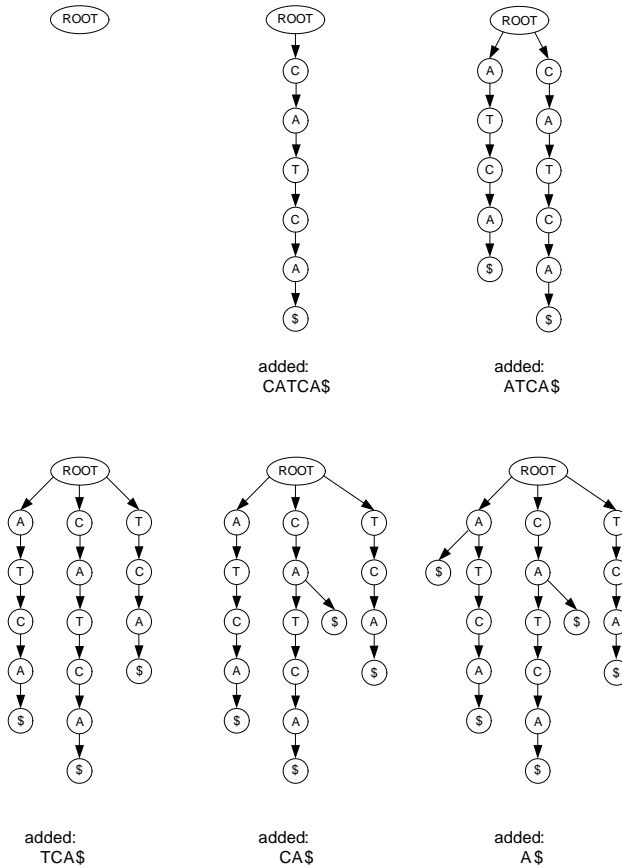 ROOT ROOT ROOT
C A C
A T A
T C T
C A C
A $ A
$ $
added: added:
CATCA$ ATCA$
ROOT ROOT ROOT
A C T A C T A C T
T A C T A C $ T A C
C T A C T $ A C T $ A
A C $ A C $ A C $
$ A $ A $ A
$ $ $
added: added: added:
TCA$ CA$ A$